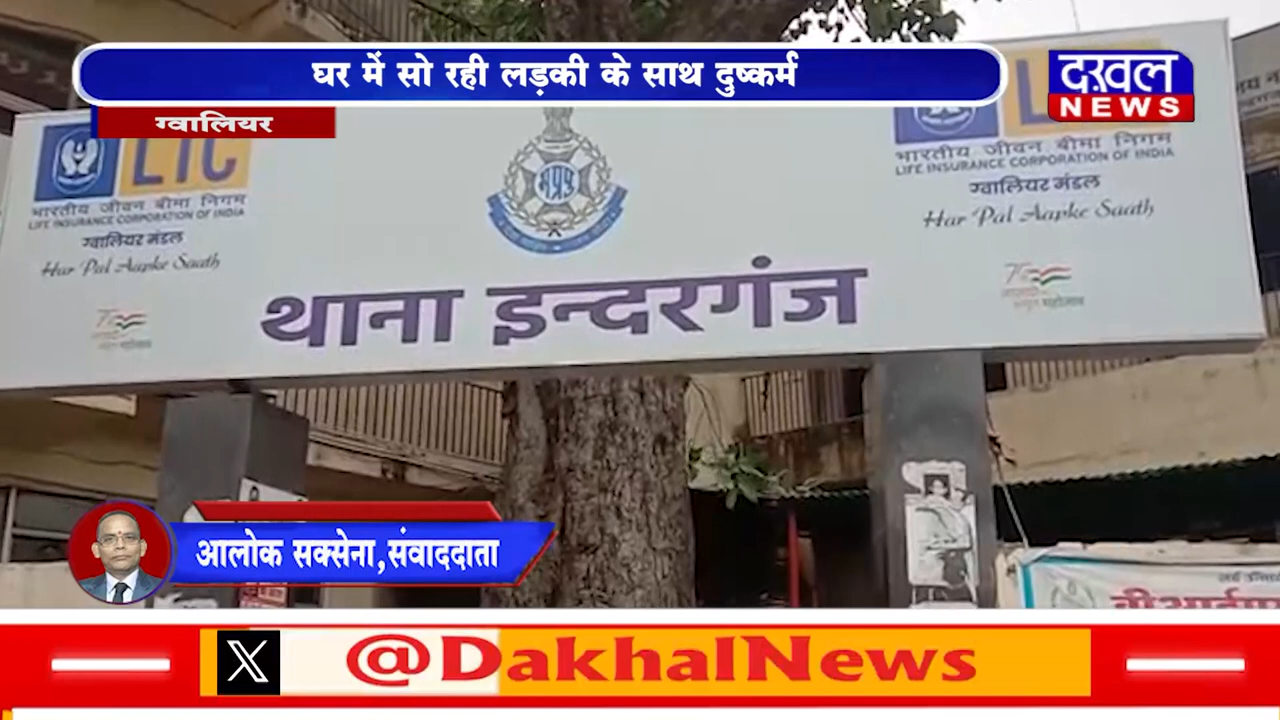 घर में सो रही लड़की के साथ दुष्कर्म
ग्वालियर
दखल
NEWS
LIC
भारतीय जीवन बीमा निगम
LIFE INSURANCE CORPORATION OF INDIA
ग्वालियर मंडल
Har Pal Aapke Saath
मप्रपु
भारतीय जीवन बीमा निगम
LIFE INSURANCE CORPORATION OF INDIA
ग्वालियर मंडल
Har Pal Aapke Saath
थाना इन्दरगंज
आलोक सक्सेना,संवाददाता
X @DakhalNews